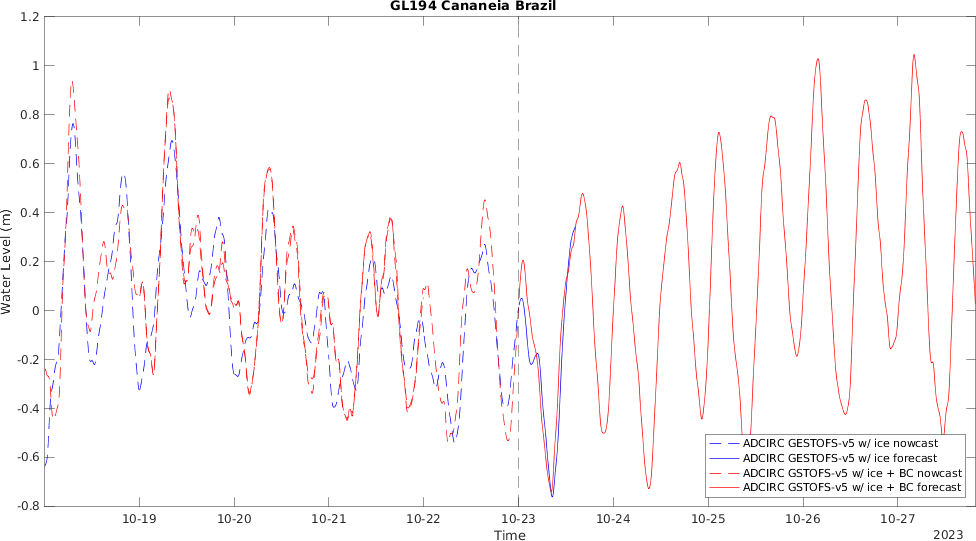 GL194 Cananeia Brazil
1.2
1
0.8
0.6
0.4
0.2
0
-0.2
-0.4
-0.6
-0.8
Water Level (m)
ADCIRC GESTOFS-v5 w/ ice nowcast
ADCIRC GESTOFS-v5 w/ ice forecast
ADCIRC GSTOFS-v5 w/ ice + BC nowcast
ADCIRC GSTOFS-v5 w/ ice + BC forecast
10-19 10-20 10-21 10-22 10-23 10-24 10-25 10-26 10-27
Time
2023